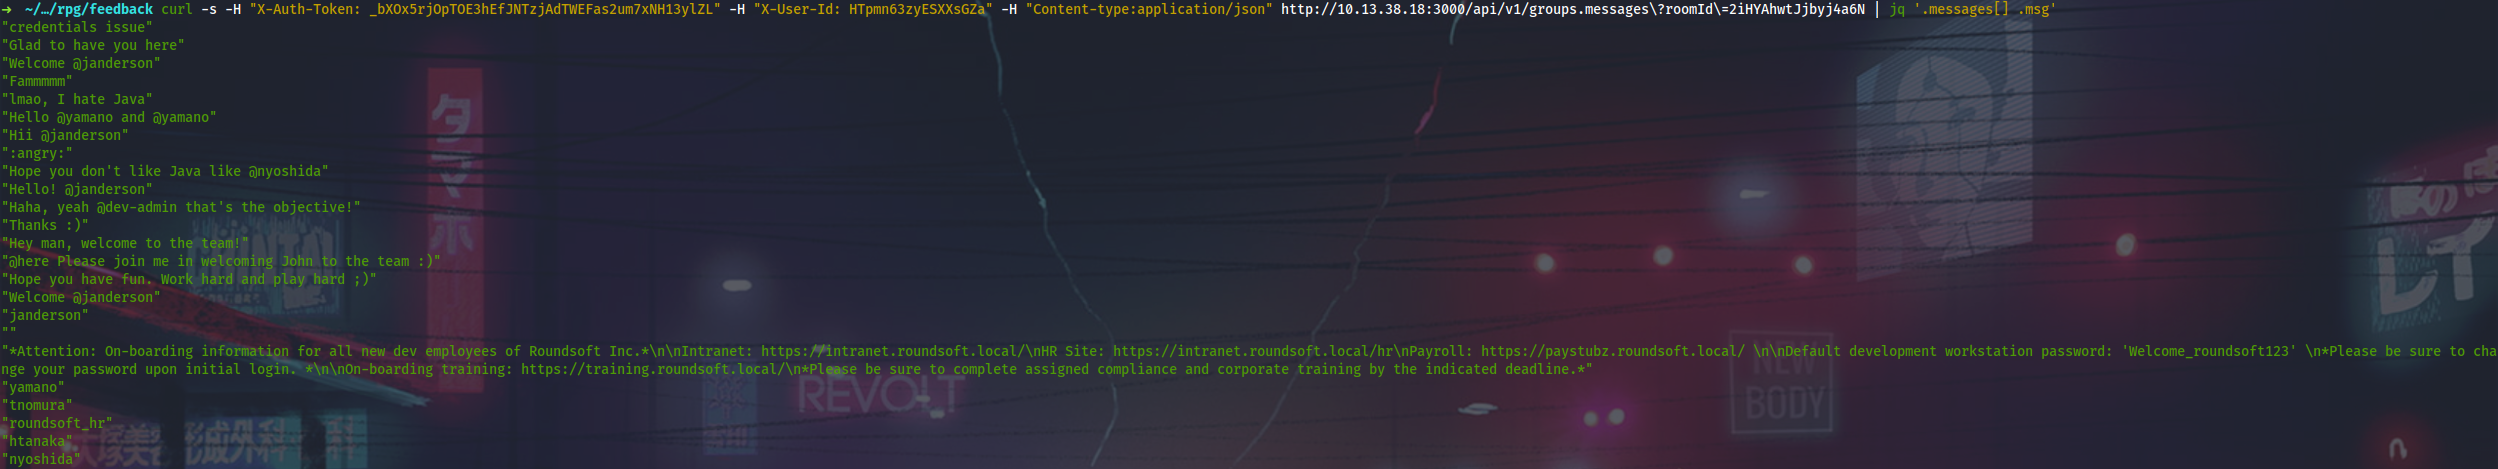 → ~/…/rpg/feedback curl -s -H "X-Auth-Token: _bXOx5rjOpTOE3hEfJNTzjAdTWEFas2um7xNH13ylZL" -H "X-User-Id: HTpmn63zyESXXsGZa" -H "Content-type:application/json" http://10.13.38.18:3000/api/v1/groups.messages\?roomId\=2iHYAhwtJjbyj4a6N | jq '.messages[] .msg'
"credentials issue"
"Glad to have you here"
"Welcome @janderson"
"Fammmmm"
"lmao, I hate Java"
"Hello @yamano and @yamano"
"Hii @janderson"
":angry:"
"Hope you don't like Java like @nyoshida"
"Hello! @janderson"
"Haha, yeah @dev-admin that's the objective!"
"Thanks :)"
"Hey man, welcome to the team!"
"@here Please join me in welcoming John to the team :)"
"Hope you have fun. Work hard and play hard ;)"
"Welcome @janderson"
"janderson"
""
"*Attention: On-boarding information for all new dev employees of Roundsoft Inc.*\n\nIntranet: https://intranet.roundsoft.local/\nHR Site: https://intranet.roundsoft.local/hr\nPayroll: https://paystubz.roundsoft.local/ \n\nDefault development workstation password: 'Welcome_roundsoft123' \n*Please be sure to cha
nge your password upon initial login. *\n\nOn-boarding training: https://training.roundsoft.local/\n*Please be sure to complete assigned compliance and corporate training by the indicated deadline.*"
"yamano"
"tnomura"
"roundsoft_hr"
"htanaka"
"nyoshida"
タマホ
REVOLT
NEW
BODY